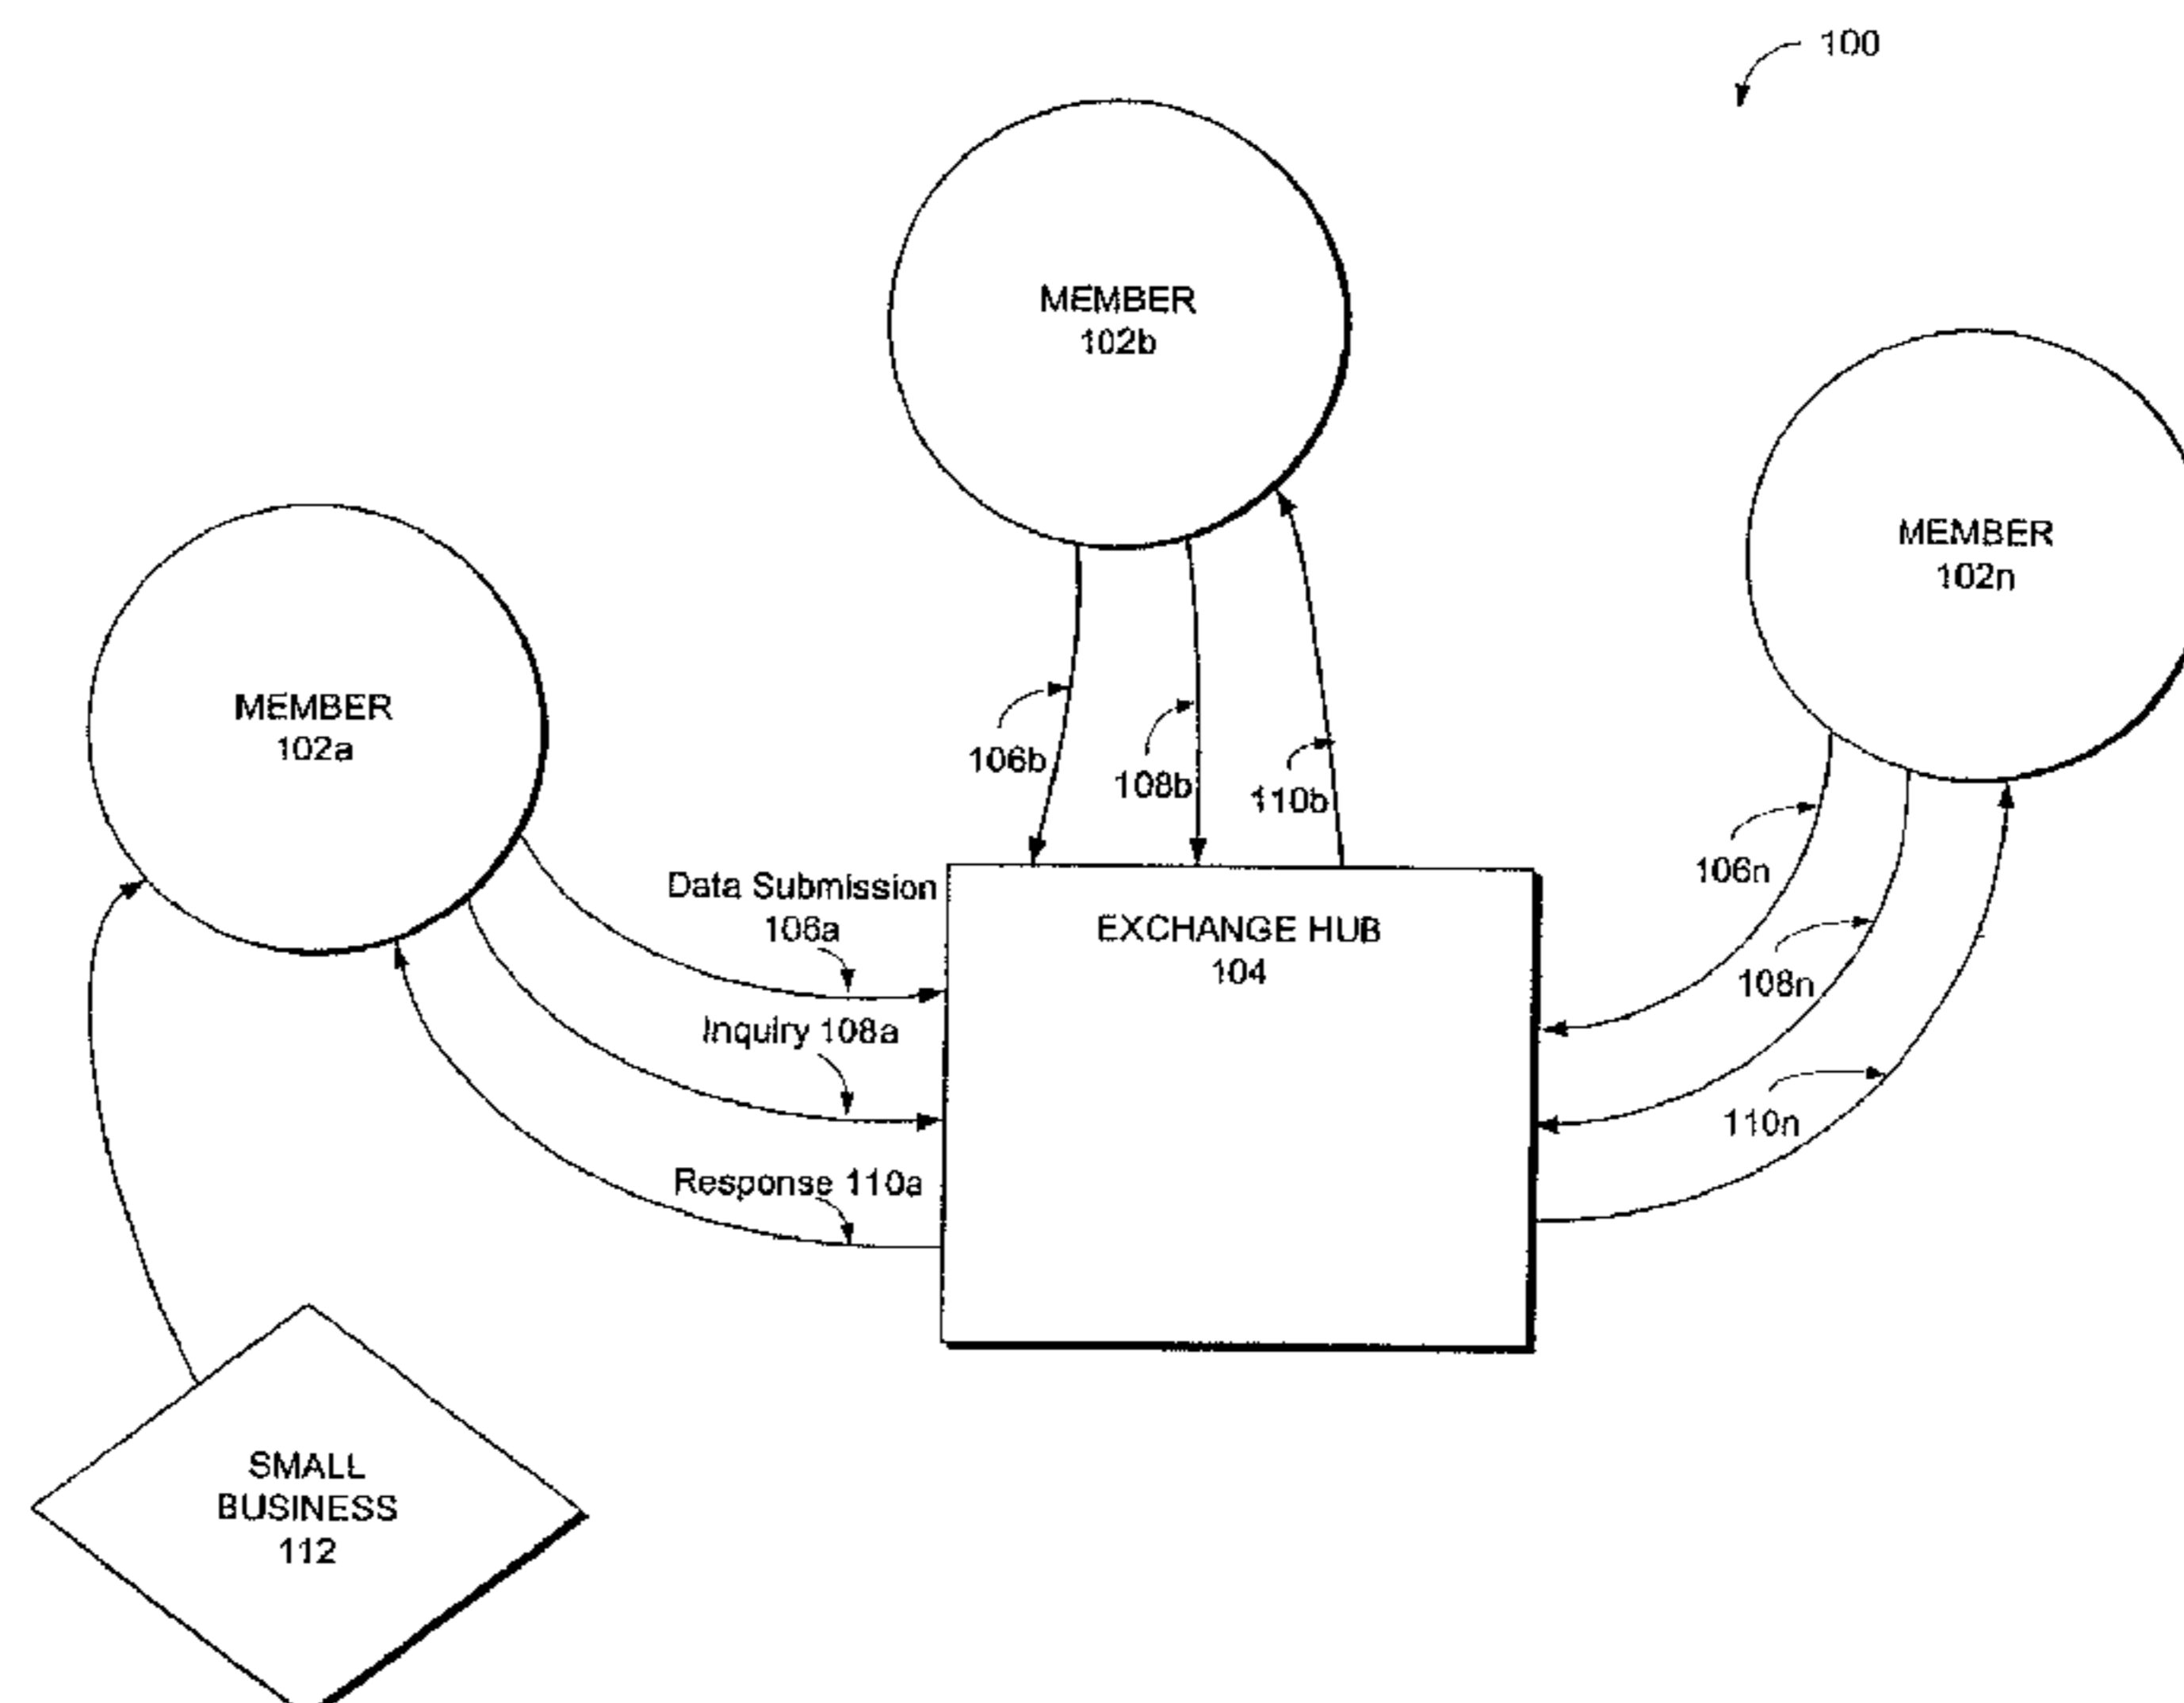 100
MEMBER
102b
MEMBER
102n
MEMBER
102a
106b
108b
110b
106n
Data Submission
106a
EXCHANGE HUB
104
108n
Inquiry 108a
110n
Response 110a
SMALL
BUSINESS
112